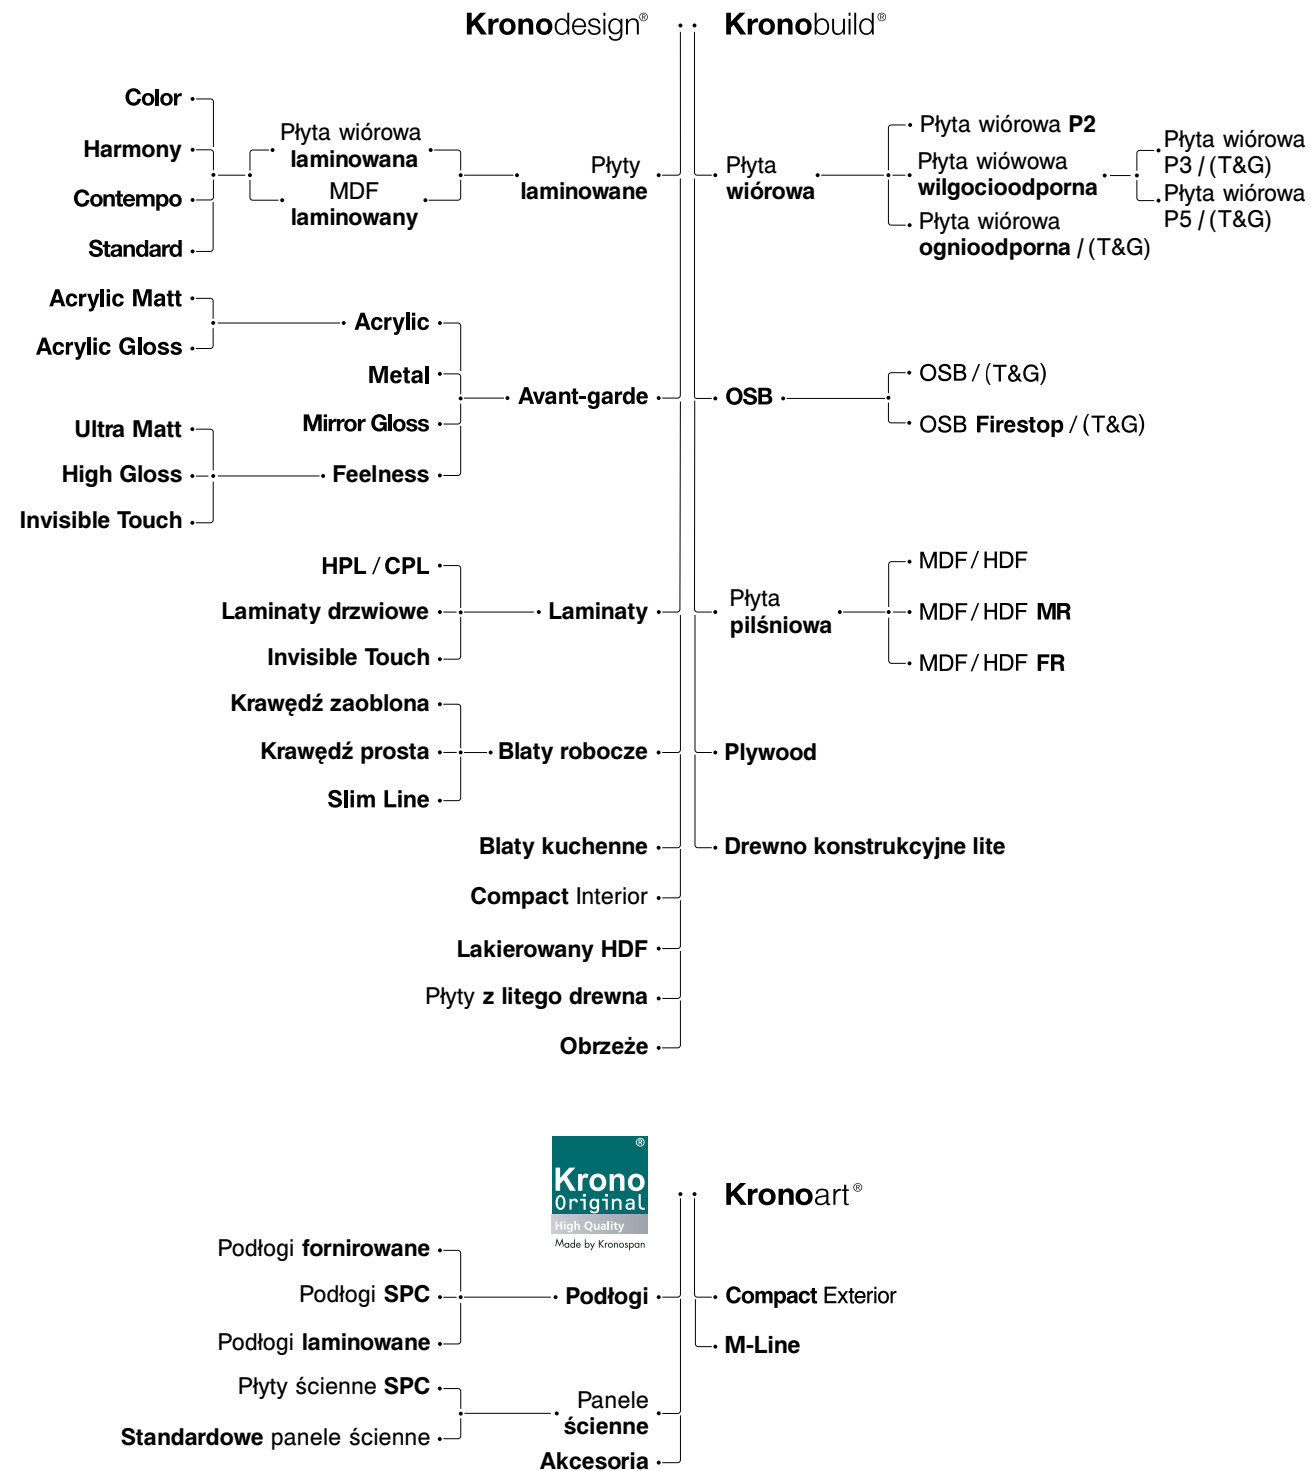 Kronodesign®
Color
Harmony
Contempo
Standard
Płyta wiórowa
laminowana
MDF
laminowany
Płyty
laminowane
Acrylic Matt
Acrylic Gloss
Acrylic
Metal
Mirror Gloss
Ultra Matt
High Gloss
Invisible Touch
Feelness
Avant-garde
HPL / CPL
Laminaty drzwiowe
Invisible Touch
Laminaty
Krawędź zaoblona
Krawędź prosta
Slim Line
Blaty robocze
Blaty kuchenne
Compact Interior
Lakierowany HDF
Płyty z litego drewna
Obrzeże
Kronobuild®
Płyta
wiórowa
Płyta wiórowa P2
Płyta wiówowa
wilgocioodporna
Płyta wiórowa
P3 / (T&G)
Płyta wiórowa
P5 / (T&G)
Płyta wiórowa
ognioodporna / (T&G)
OSB
OSB / (T&G)
OSB Firestop / (T&G)
Płyta
pilśniowa
MDF / HDF
MDF / HDF MR
MDF / HDF FR
Plywood
Drewno konstrukcyjne lite
®
Krono
Original
High Quality
Made by Kronospan
Podłogi fornirowane
Podłogi SPC
Podłogi laminowane
Podłogi
Płyty ścienne SPC
Standardowe panele ścienne
Panele
ścienne
Akcesoria
Kronoart®
Compact Exterior
M-Line